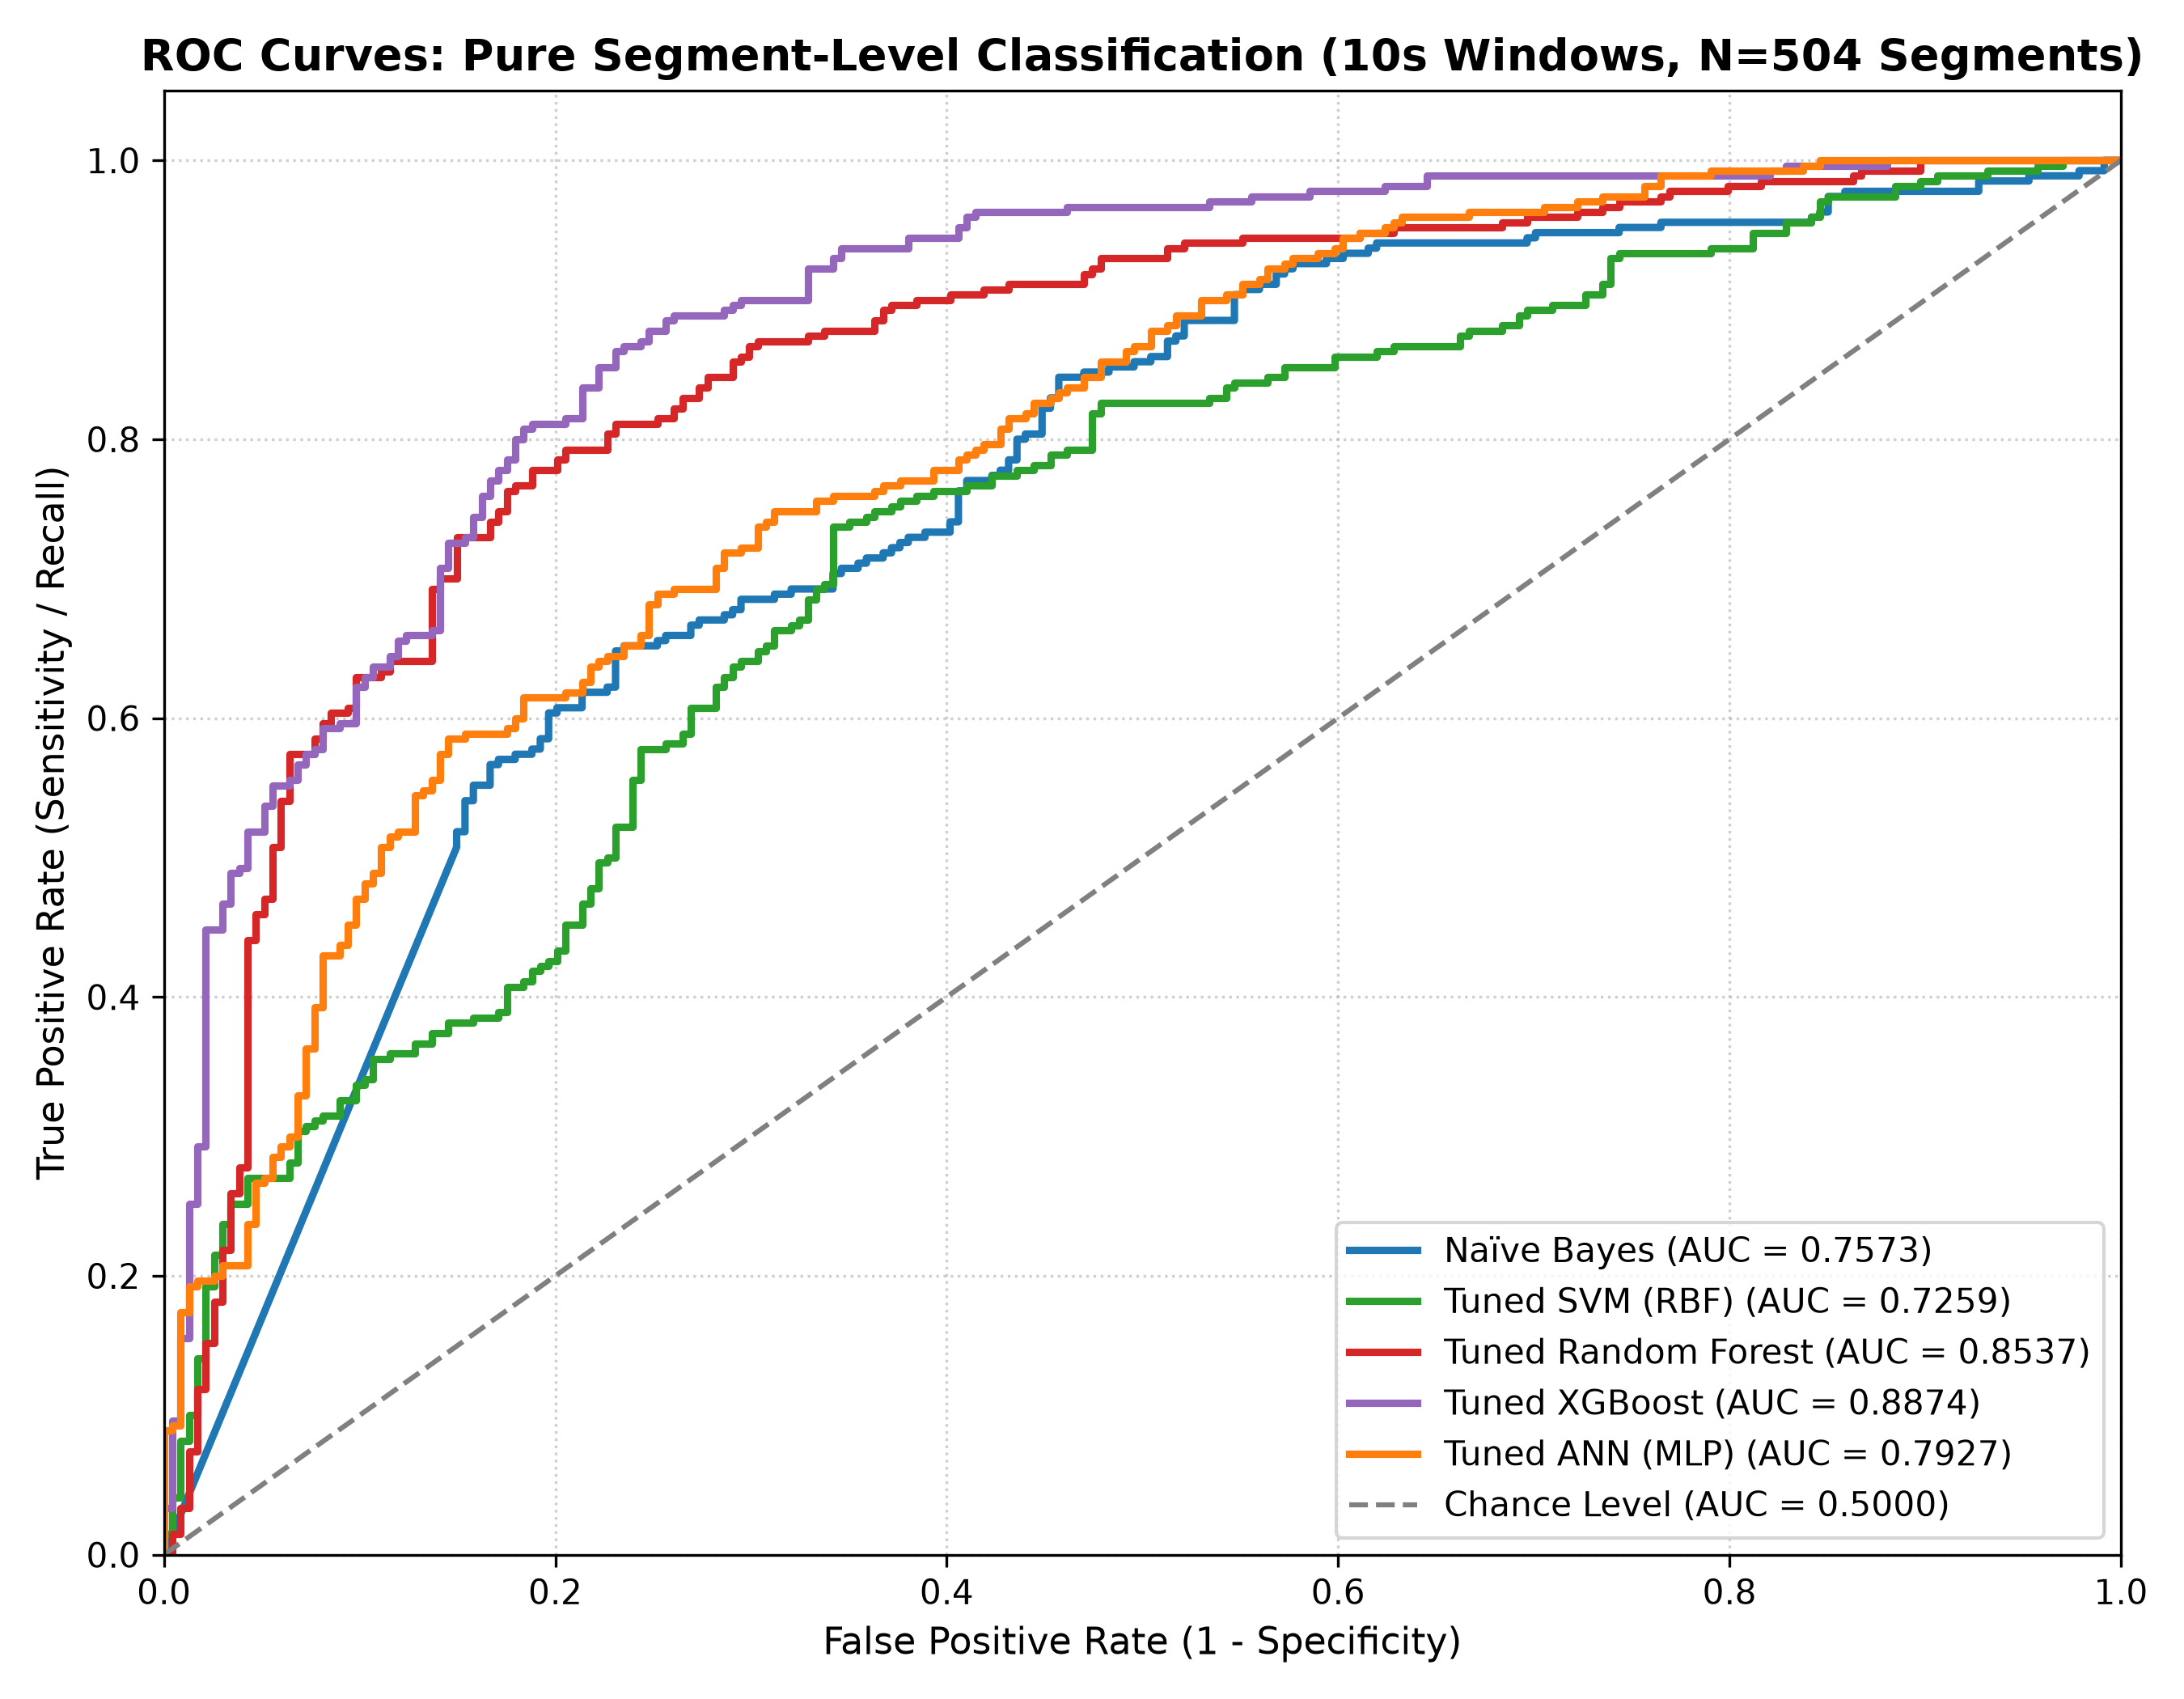 ROC Curves: Pure Segment-Level Classification (10s Windows, N=504 Segments)
True Positive Rate (Sensitivity / Recall)
1.0
0.8
0.6
0.4
0.2
0.0
Naïve Bayes (AUC = 0.7573)
Tuned SVM (RBF) (AUC = 0.7259)
Tuned Random Forest (AUC = 0.8537)
Tuned XGBoost (AUC = 0.8874)
Tuned ANN (MLP) (AUC = 0.7927)
Chance Level (AUC = 0.5000)
0.0 0.2 0.4 0.6 0.8 1.0
False Positive Rate (1 - Specificity)